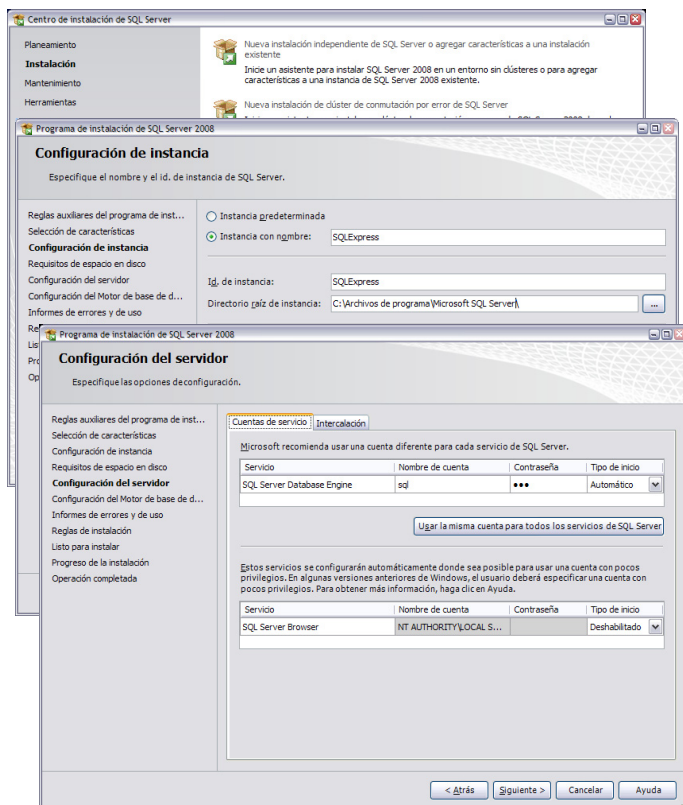 Centro de instalación de SQL Server
Planeamiento
Instalación
Mantenimiento
Herramientas
Nueva instalación independiente de SQL Server o agregar características a una instalación
existente
Inicie un asistente para instalar SQL Server 2008 en un entorno sin clústeres o para agregar
características a una instancia de SQL Server 2008 existente.
Nueva instalación de clúster de conmutación por error de SQL Server
Programa de instalación de SQL Server 2008
Configuración de instancia
Especifique el nombre y el id. de instancia de SQL Server.
Reglas auxiliares del programa de inst...
Selección de características
Configuración de instancia
Requisitos de espacio en disco
Configuración del servidor
Configuración del Motor de base de d...
Informes de errores y de uso
Re
Lis
Pro
Op
Instancia predeterminada
Instancia con nombre: SQLExpress
Id. de instancia: SQLExpress
Directorio raíz de instancia: C:\Archivos de programa\Microsoft SQL Server\ ...
Programa de instalación de SQL Server 2008
Configuración del servidor
Especifique las opciones de configuración.
Reglas auxiliares del programa de inst...
Selección de características
Configuración de instancia
Requisitos de espacio en disco
Configuración del servidor
Configuración del Motor de base de d...
Informes de errores y de uso
Reglas de instalación
Listo para instalar
Progreso de la instalación
Operación completada
Cuentas de servicio Intercalación
Microsoft recomienda usar una cuenta diferente para cada servicio de SQL Server.
Servicio Nombre de cuenta Contraseña Tipo de inicio
SQL Server Database Engine sql ●●● Automático
Usar la misma cuenta para todos los servicios de SQL Server
Estos servicios se configurarán automáticamente donde sea posible para usar una cuenta con pocos
privilegios. En algunas versiones anteriores de Windows, el usuario deberá especificar una cuenta con
pocos privilegios. Para obtener más información, haga clic en Ayuda.
Servicio Nombre de cuenta Contraseña Tipo de inicio
SQL Server Browser NT AUTHORITY\LOCAL S... Deshabilitado
< Atrás Siguiente > Cancelar Ayuda